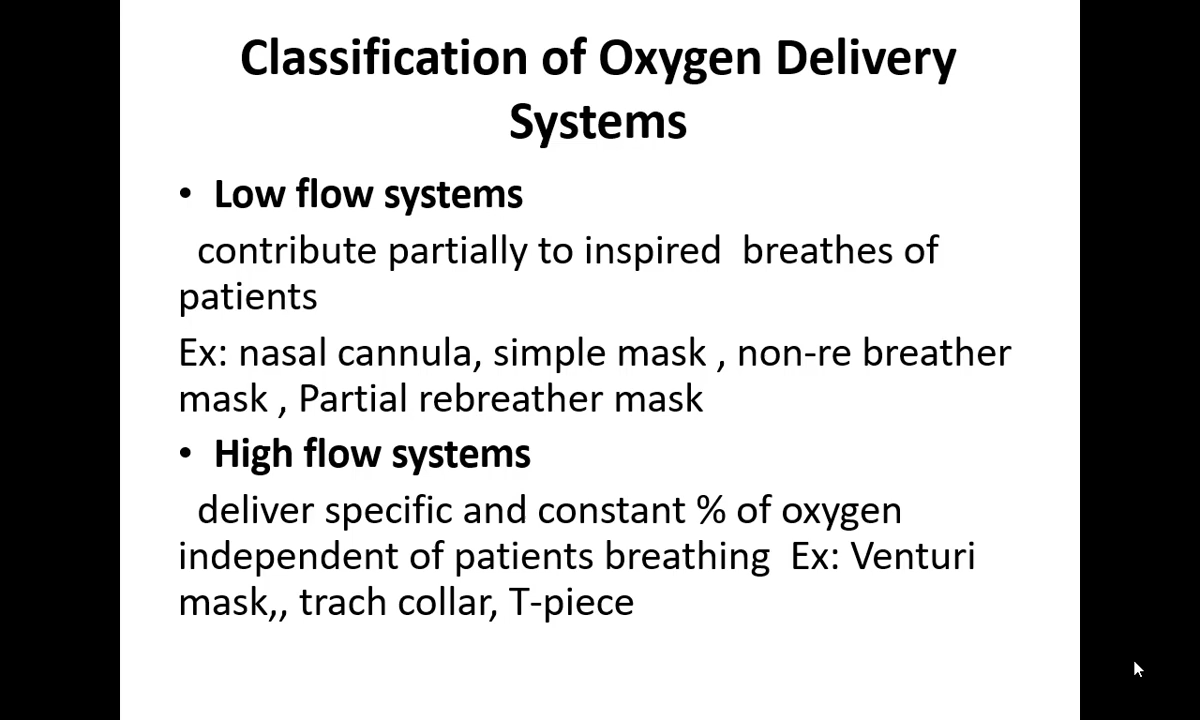 Classification of Oxygen Delivery
Systems
• Low flow systems
contribute partially to inspired  breathes of
patients
Ex: nasal cannula, simple mask , non-re breather
mask , Partial rebreather mask
• High flow systems
deliver specific and constant % of oxygen
independent of patients breathing  Ex: Venturi
mask,, trach collar, T-piece